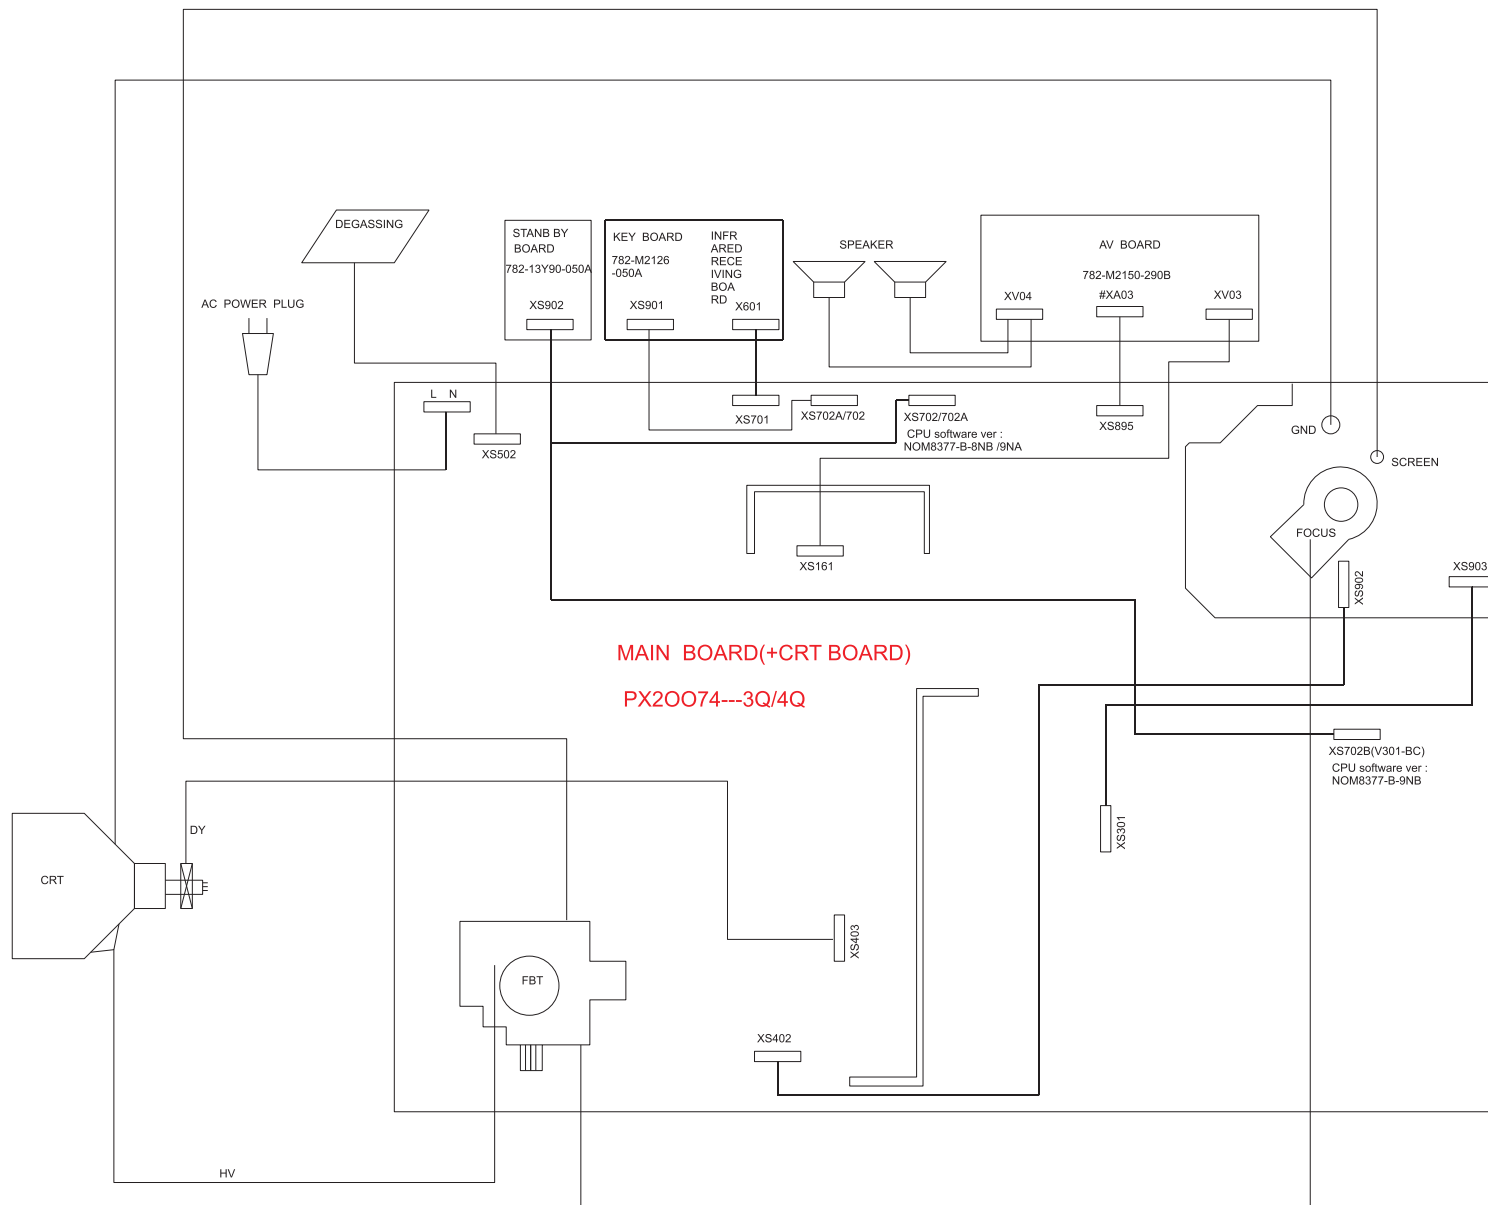 DEGASSING
STANB BY
BOARD
782-13Y90-050A
XS902
KEY BOARD
782-M2126
-050A
XS901
INFR
ARED
RECE
IVING
BOA
RD
X601
SPEAKER
AV BOARD
782-M2150-290B
XV04
#XA03
XV03
AC POWER PLUG
L N
XS502
XS701
XS702A/702
XS702/702A
CPU software ver :
NOM8377-B-8NB /9NA
XS895
GND
SCREEN
FOCUS
XS161
XS902
XS903
MAIN BOARD(+CRT BOARD)
PX2OO74---3Q/4Q
XS702B(V301-BC)
CPU software ver :
NOM8377-B-9NB
XS301
DY
CRT
XS403
FBT
XS402
HV